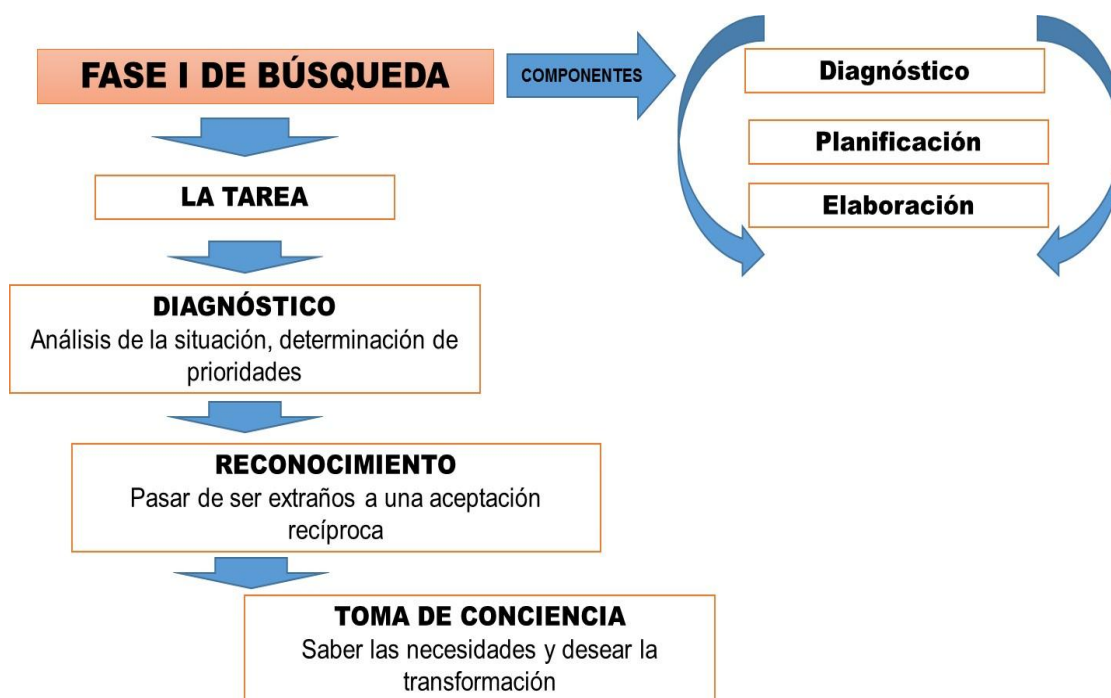 FASE I DE BÚSQUEDA
COMPONENTES
Diagnóstico
Planificación
Elaboración
LA TAREA
DIAGNÓSTICO
Análisis de la situación, determinación de
prioridades
RECONOCIMIENTO
Pasar de ser extraños a una aceptación
recíproca
TOMA DE CONCIENCIA
Saber las necesidades y desear la
transformación